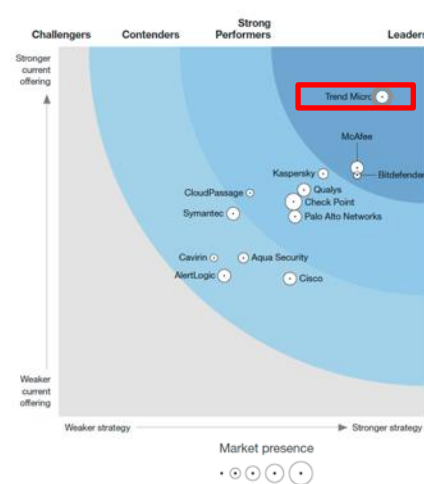 Challengers
Contenders
Strong
Performers
Leaders
Stronger
current
offering
Trend Micro
McAfee
Kaspersky
Bitdefender
Qualys
CloudPassage
Check Point
Symantec
Palo Alto Networks
Cavirin
Aqua Security
AlertLogic
Cisco
Weaker
current
offering
Weaker strategy
Stronger strategy
Market presence